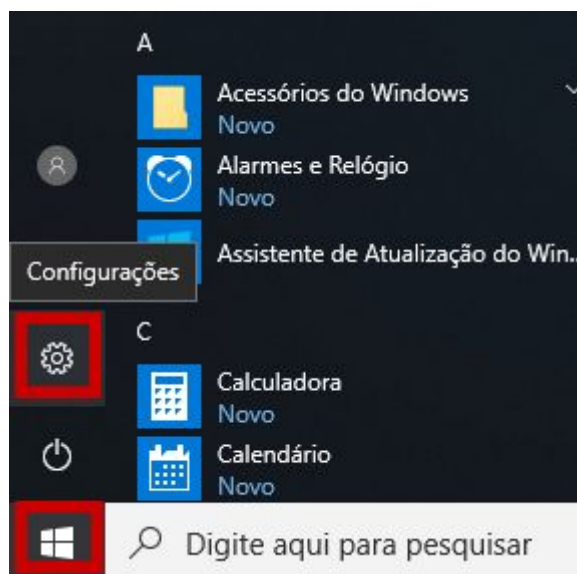 A
Acessórios do Windows
Novo
Alarmes e Relógio
Novo
Assistente de Atualização do Win...
Configurações
C
Calculadora
Novo
Calendário
Novo
Digite aqui para pesquisar